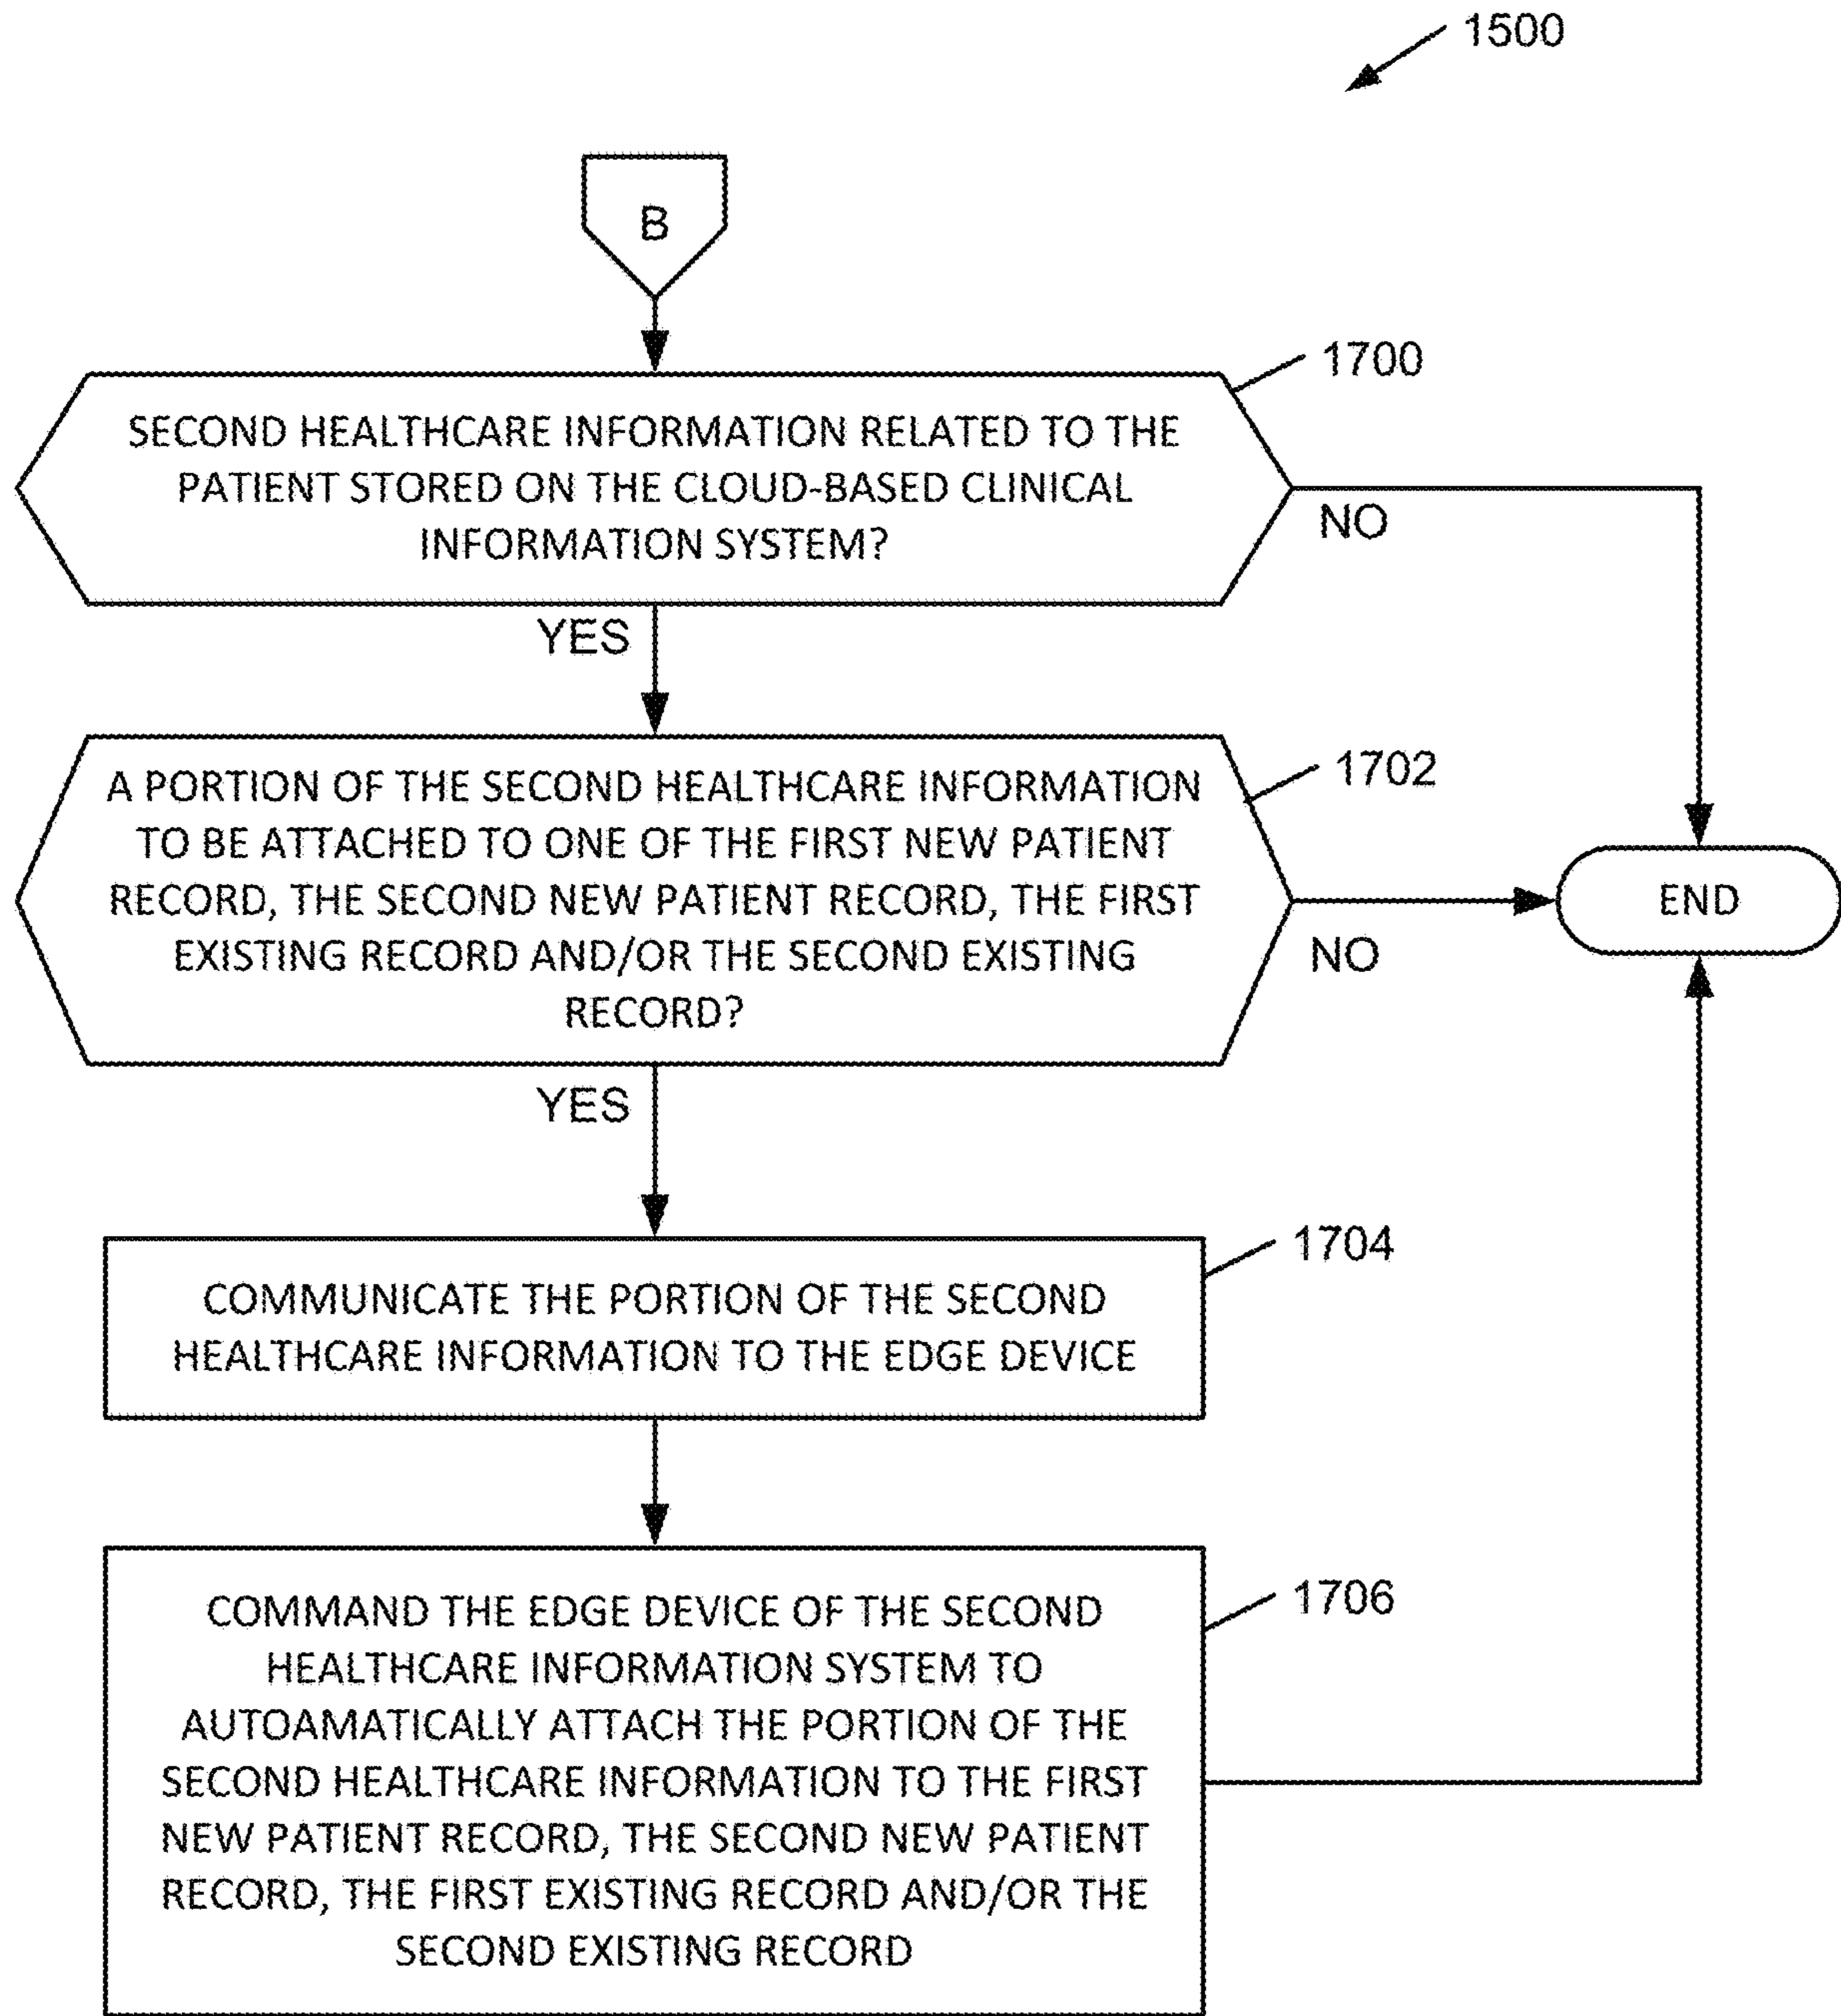 1500
B
1700
SECOND HEALTHCARE INFORMATION RELATED TO THE
PATIENT STORED ON THE CLOUD-BASED CLINICAL
INFORMATION SYSTEM?
NO
YES
1702
A PORTION OF THE SECOND HEALTHCARE INFORMATION
TO BE ATTACHED TO ONE OF THE FIRST NEW PATIENT
RECORD, THE SECOND NEW PATIENT RECORD, THE FIRST
EXISTING RECORD AND/OR THE SECOND EXISTING
RECORD?
END
NO
YES
1704
COMMUNICATE THE PORTION OF THE SECOND
HEALTHCARE INFORMATION TO THE EDGE DEVICE
1706
COMMAND THE EDGE DEVICE OF THE SECOND
HEALTHCARE INFORMATION SYSTEM TO
AUTOAMATICALLY ATTACH THE PORTION OF THE
SECOND HEALTHCARE INFORMATION TO THE FIRST
NEW PATIENT RECORD, THE SECOND NEW PATIENT
RECORD, THE FIRST EXISTING RECORD AND/OR THE
SECOND EXISTING RECORD